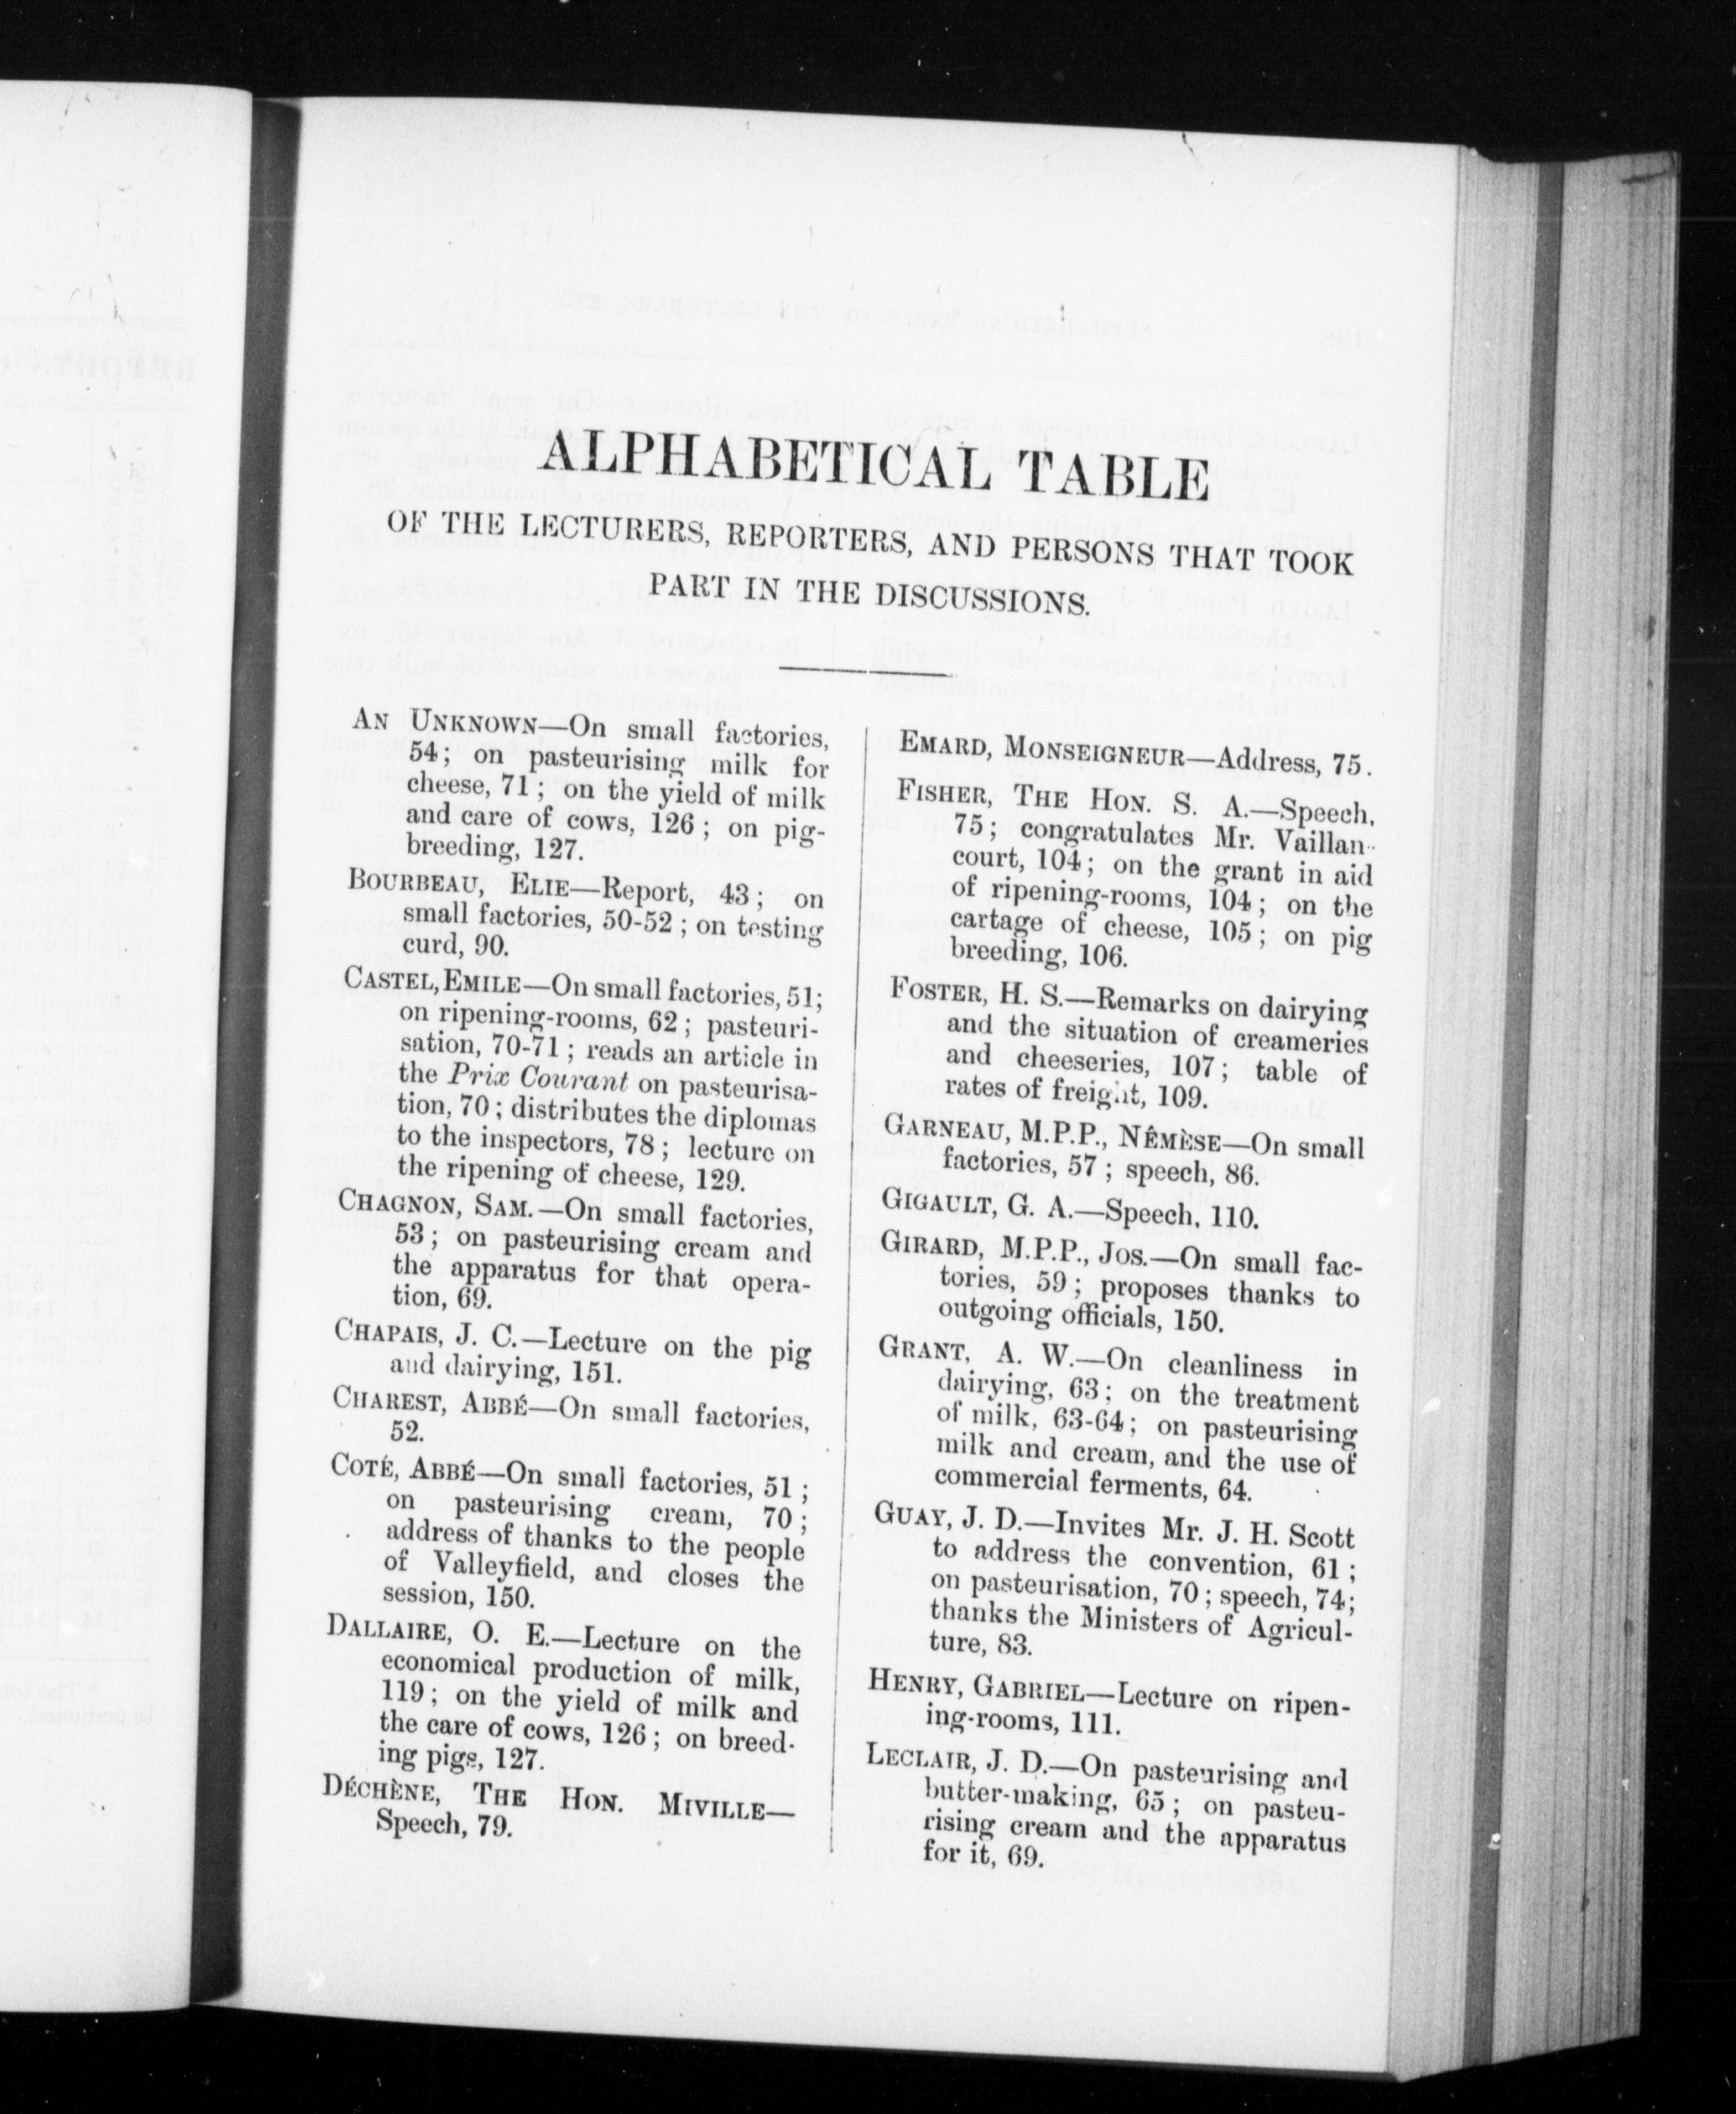 ALPHABETICAL TABLE
OF THE LECTURERS, REPORTERS, AND PERSONS THAT TOOK
PART IN THE DISCUSSIONS.
AN UNKNOWN—On small factories,
54; on pasteurising milk for
cheese, 71; on the yield of milk
and care of cows, 126; on pig-
breeding, 127.
BOURBEAU, ELIE—Report, 43; on
small factories, 50-52; on testing
curd, 90.
CASTEL, EMILE—On small factories, 51;
on ripening-rooms, 62; pasteuri-
sation, 70-71; reads an article in
the Prix Courant on pasteurisa-
tion, 70; distributes the diplomas
to the inspectors, 78; lecture on
the ripening of cheese, 129.
CHAGNON, SAM.—On small factories,
53; on pasteurising cream and
the apparatus for that opera-
tion, 69.
CHAPAIS, J. C.—Lecture on the pig
and dairying, 151.
CHAREST, ABBÉ—On small factories,
52.
COTÉ, ABBÉ—On small factories, 51;
on pasteurising cream, 70;
address of thanks to the people
of Valleyfield, and closes the
session, 150.
DALLAIRE, O. E.—Lecture on the
economical production of milk,
119; on the yield of milk and
the care of cows, 126; on breed-
ing pigs, 127.
DÉCHÈNE, THE HON. MIVILLE—
Speech, 79.
EMARD, MONSEIGNEUR—Address, 75.
FISHER, THE HON. S. A.—Speech,
75; congratulates Mr. Vaillan-
court, 104; on the grant in aid
of ripening-rooms, 104; on the
cartage of cheese, 105; on pig
breeding, 106.
FOSTER, H. S.—Remarks on dairying
and the situation of creameries
and cheeseries, 107; table of
rates of freight, 109.
GARNEAU, M.P.P., NÊMÈSE—On small
factories, 57; speech, 86.
GIGAULT, G. A.—Speech, 110.
GIRARD, M.P.P., JOS.—On small fac-
tories, 59; proposes thanks to
outgoing officials, 150.
GRANT, A. W.—On cleanliness in
dairying, 63; on the treatment
of milk, 63-64; on pasteurising
milk and cream, and the use of
commercial ferments, 64.
GUAY, J. D.—Invites Mr. J. H. Scott
to address the convention, 61;
on pasteurisation, 70; speech, 74;
thanks the Ministers of Agricul-
ture, 83.
HENRY, GABRIEL—Lecture on ripen-
ing-rooms, 111.
LECLAIR, J. D.—On pasteurising and
butter-making, 65; on pasteu-
rising cream and the apparatus
for it, 69.